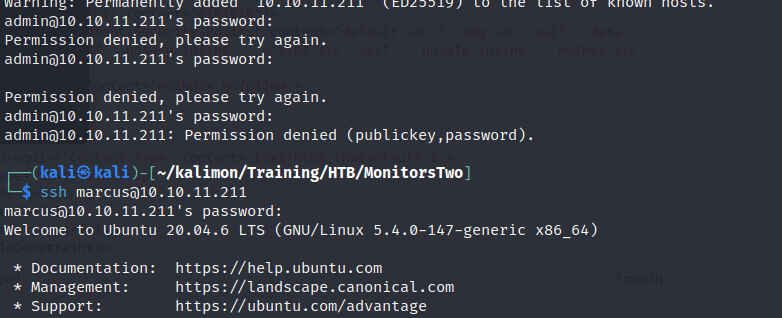 Warning: Permanently added '10.10.11.211' (ED25519) to the list of known hosts.
admin@10.10.11.211's password:
Permission denied, please try again.
admin@10.10.11.211's password:
Permission denied, please try again.
admin@10.10.11.211's password:
admin@10.10.11.211: Permission denied (publickey,password).
┌──(kali㉿kali)-[~/kalimon/Training/HTB/MonitorsTwo]
└─$ ssh marcus@10.10.11.211
marcus@10.10.11.211's password:
Welcome to Ubuntu 20.04.6 LTS (GNU/Linux 5.4.0-147-generic x86_64)
* Documentation: https://help.ubuntu.com
* Management: https://landscape.canonical.com
1 match
* Support: https://ubuntu.com/advantage